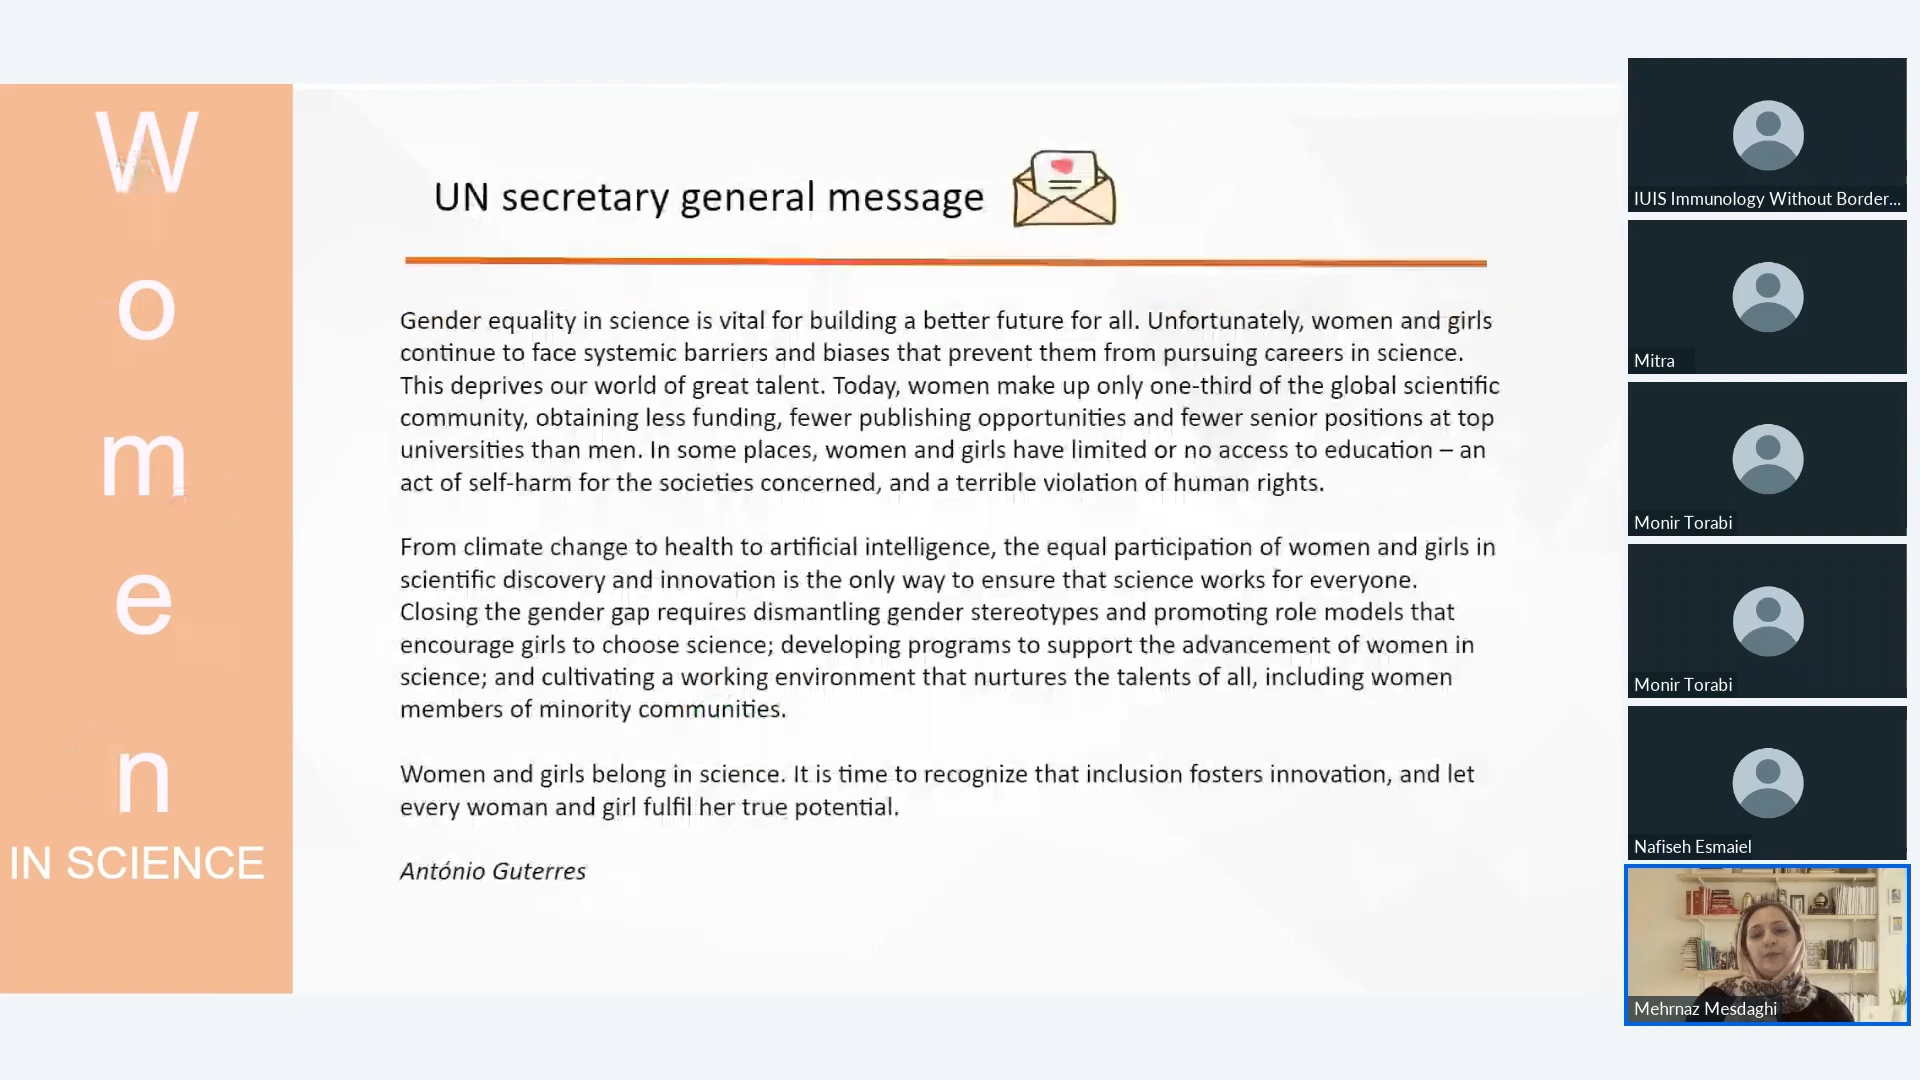 Women
IN SCIENCE
UN secretary general message
Gender equality in science is vital for building a better future for all. Unfortunately, women and girls
continue to face systemic barriers and biases that prevent them from pursuing careers in science.
This deprives our world of great talent. Today, women make up only one-third of the global scientific
community, obtaining less funding, fewer publishing opportunities and fewer senior positions at top
universities than men. In some places, women and girls have limited or no access to education – an
act of self-harm for the societies concerned, and a terrible violation of human rights.
From climate change to health to artificial intelligence, the equal participation of women and girls in
scientific discovery and innovation is the only way to ensure that science works for everyone.
Closing the gender gap requires dismantling gender stereotypes and promoting role models that
encourage girls to choose science; developing programs to support the advancement of women in
science; and cultivating a working environment that nurtures the talents of all, including women
members of minority communities.
Women and girls belong in science. It is time to recognize that inclusion fosters innovation, and let
every woman and girl fulfil her true potential.
António Guterres
IUIS Immunology Without Border...
Mitra
Monir Torabi
Monir Torabi
Nafiseh Esmaiel
Mehrnaz Mesdaghi